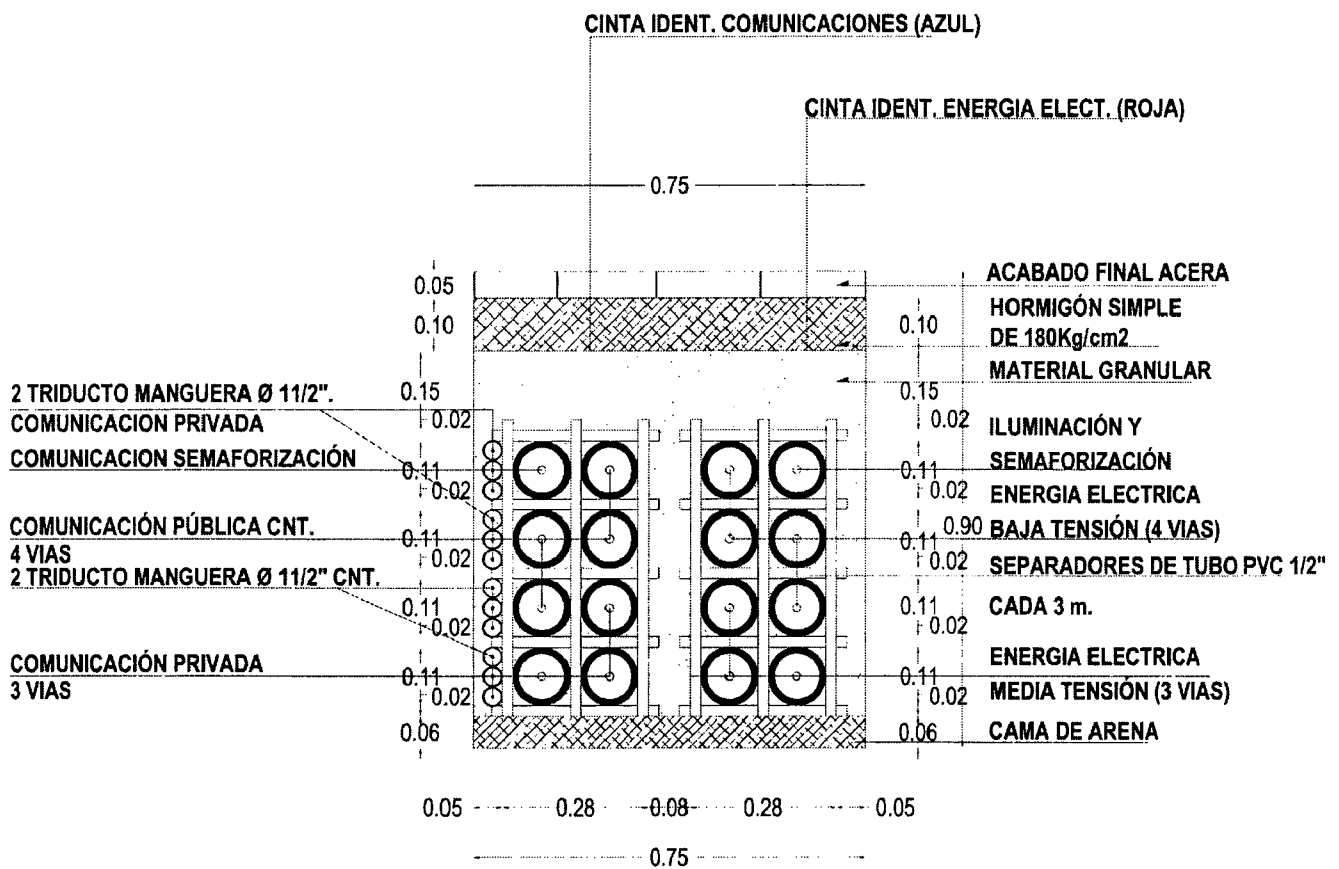 CINTA IDENT. COMUNICACIONES (AZUL)
CINTA IDENT. ENERGIA ELECT. (ROJA)
0.75
0.05
0.10
0.15
0.02
0.11
0.02
0.11
0.02
0.11
0.02
0.11
0.02
0.06
2 TRIDUCTO MANGUERA Ø 11/2".
COMUNICACION PRIVADA
COMUNICACION SEMAFORIZACIÓN
COMUNICACIÓN PÚBLICA CNT.
4 VIAS
2 TRIDUCTO MANGUERA Ø 11/2" CNT.
COMUNICACIÓN PRIVADA
3 VIAS
0.10
0.15
0.02
0.11
0.02
0.11
0.02
0.11
0.02
0.11
0.02
0.06
0.90
ACABADO FINAL ACERA
HORMIGÓN SIMPLE
DE 180Kg/cm2
MATERIAL GRANULAR
ILUMINACIÓN Y
SEMAFORIZACIÓN
ENERGIA ELECTRICA
BAJA TENSIÓN (4 VIAS)
SEPARADORES DE TUBO PVC 1/2"
CADA 3 m.
ENERGIA ELECTRICA
MEDIA TENSIÓN (3 VIAS)
CAMA DE ARENA
0.05 0.28 0.08 0.28 0.05
0.75